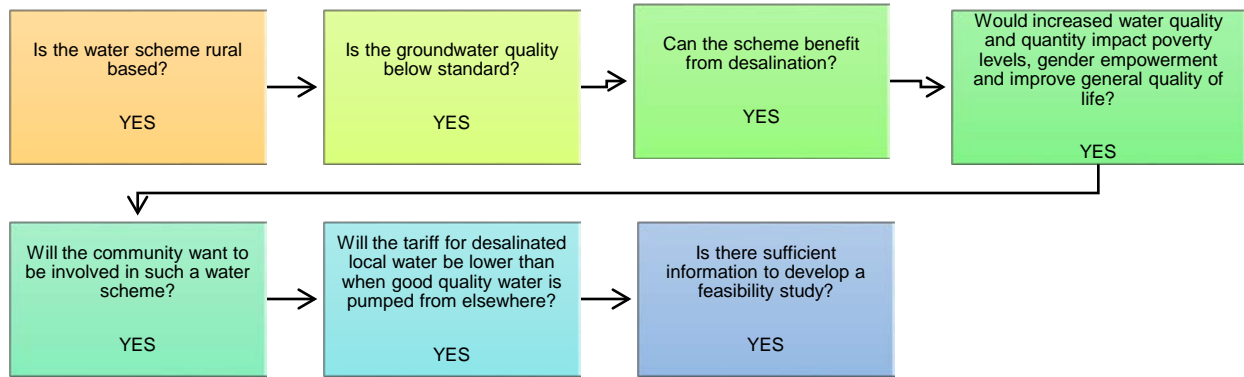 Is the water scheme rural
based?
YES
Is the groundwater quality
below standard?
YES
Can the scheme benefit
from desalination?
YES
Would increased water quality
and quantity impact poverty
levels, gender empowerment
and improve general quality of
life?
YES
Will the community want to
be involved in such a water
scheme?
YES
Will the tariff for desalinated
local water be lower than
when good quality water is
pumped from elsewhere?
YES
Is there sufficient
information to develop a
feasibility study?
YES